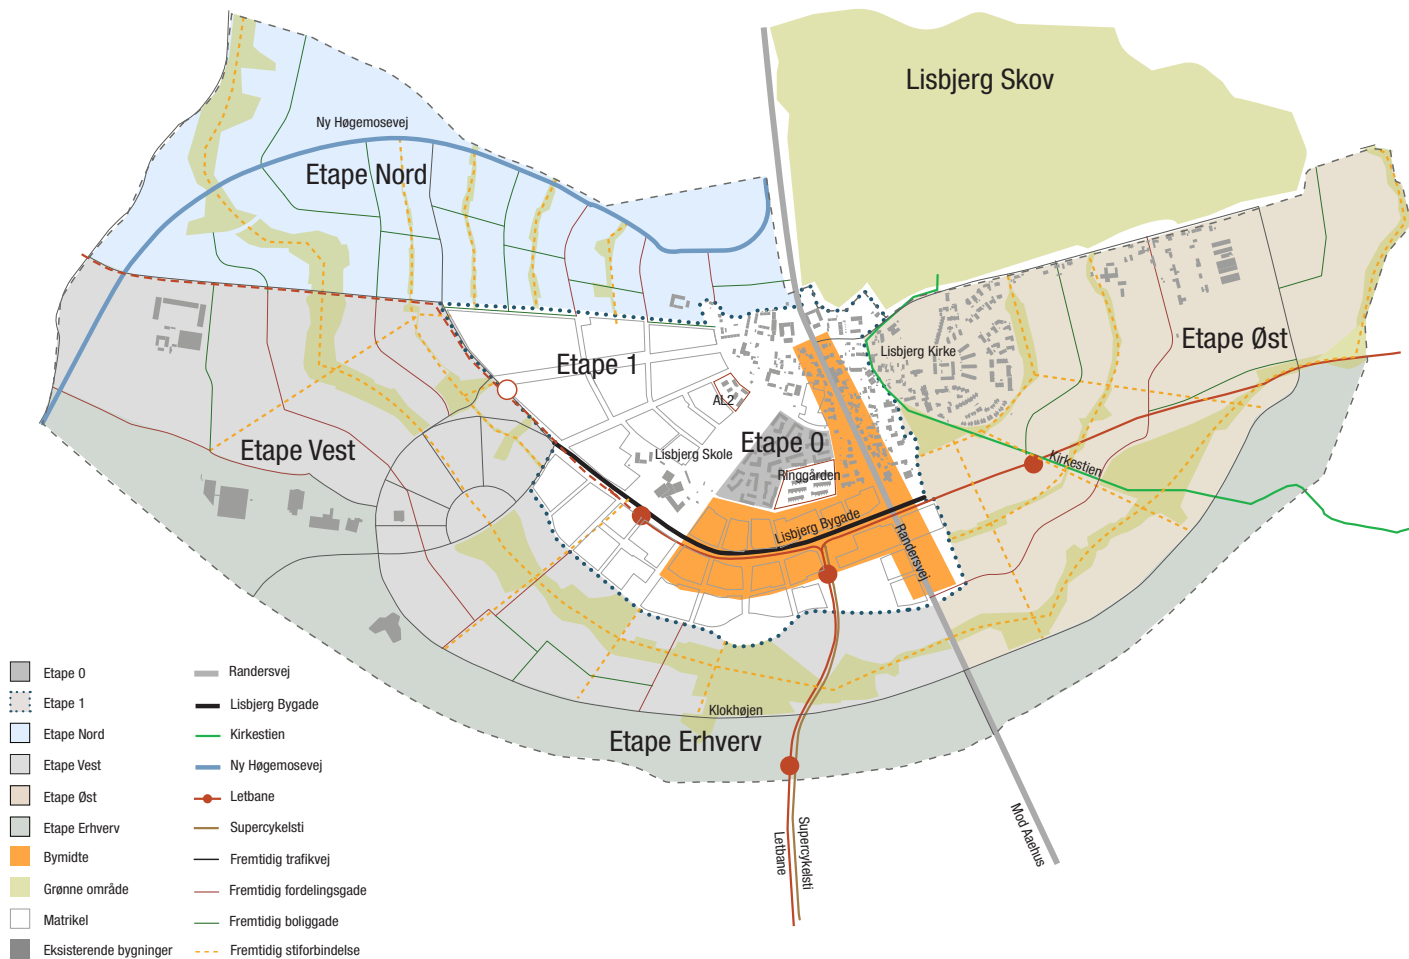 Lisbjerg Skov
Ny Høgemosevej
Etape Nord
Etape Øst
Lisbjerg Kirke
Etape 1
AL2
Etape 0
Etape Vest
Lisbjerg Skole
Kirkestien
Ringgården
Lisbjerg Bygade
Randersvej
Klokhøjen
Etape Erhverv
Mod Aaehus
Letbane
Supercykelsti
Etape 0
Etape 1
Etape Nord
Etape Vest
Etape Øst
Etape Erhverv
Bymidte
Grønne område
Matrikel
Eksisterende bygninger
Randersvej
Lisbjerg Bygade
Kirkestien
Ny Høgemosevej
Letbane
Supercykelsti
Fremtidig trafikvej
Fremtidig fordelingsgade
Fremtidig boliggade
Fremtidig stiforbindelse